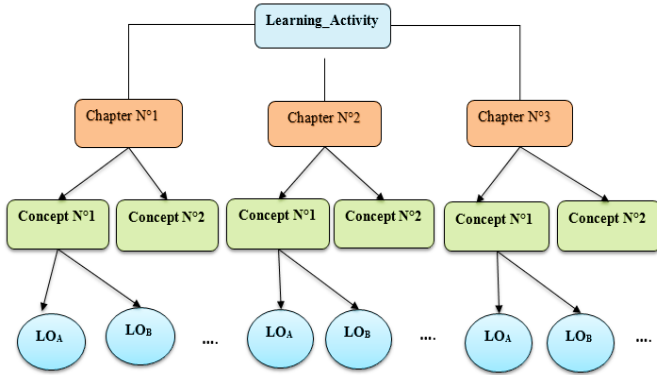 Learning_Activity
Chapter N°1
Chapter N°2
Chapter N°3
Concept N°1
Concept N°2
Concept N°1
Concept N°2
Concept N°1
Concept N°2
LOA
LOB
....
LOA
LOB
....
LOA
LOB
....